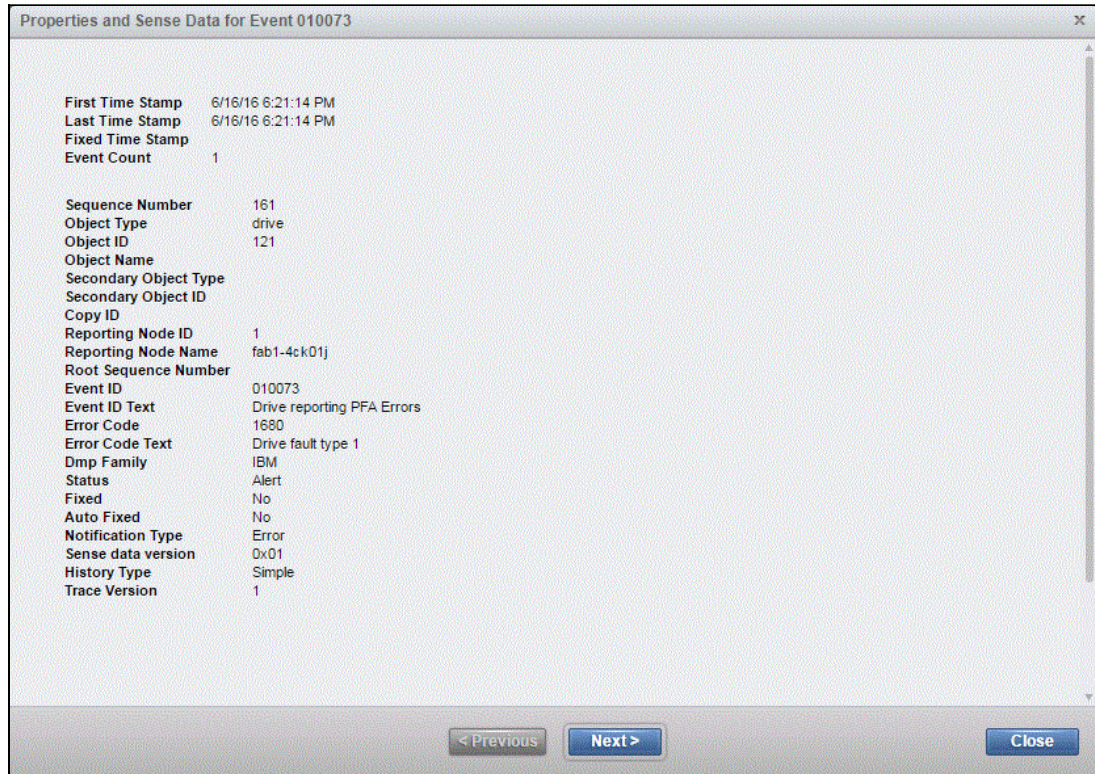 Properties and Sense Data for Event 010073 x
First Time Stamp 6/16/16 6:21:14 PM
Last Time Stamp 6/16/16 6:21:14 PM
Fixed Time Stamp
Event Count 1
Sequence Number 161
Object Type drive
Object ID 121
Object Name
Secondary Object Type
Secondary Object ID
Copy ID
Reporting Node ID 1
Reporting Node Name fab1-4ck01j
Root Sequence Number
Event ID 010073
Event ID Text Drive reporting PFA Errors
Error Code 1680
Error Code Text Drive fault type 1
Dmp Family IBM
Status Alert
Fixed No
Auto Fixed No
Notification Type Error
Sense data version 0x01
History Type Simple
Trace Version 1
< Previous Next > Close